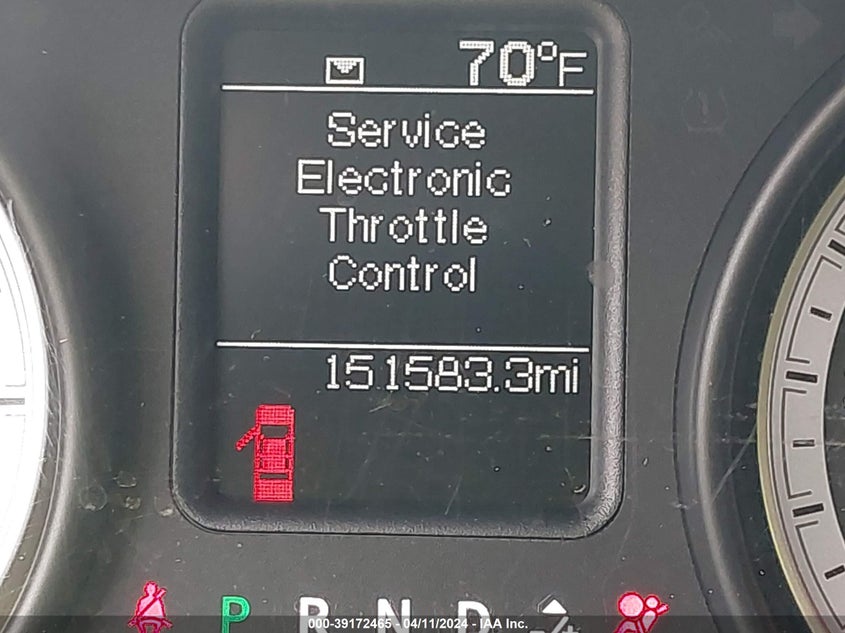 70°F
Service
Electronic
Throttle
Control
151583.3mi
P R N D
000-39172465 - 04/11/2024 - IAA Inc.